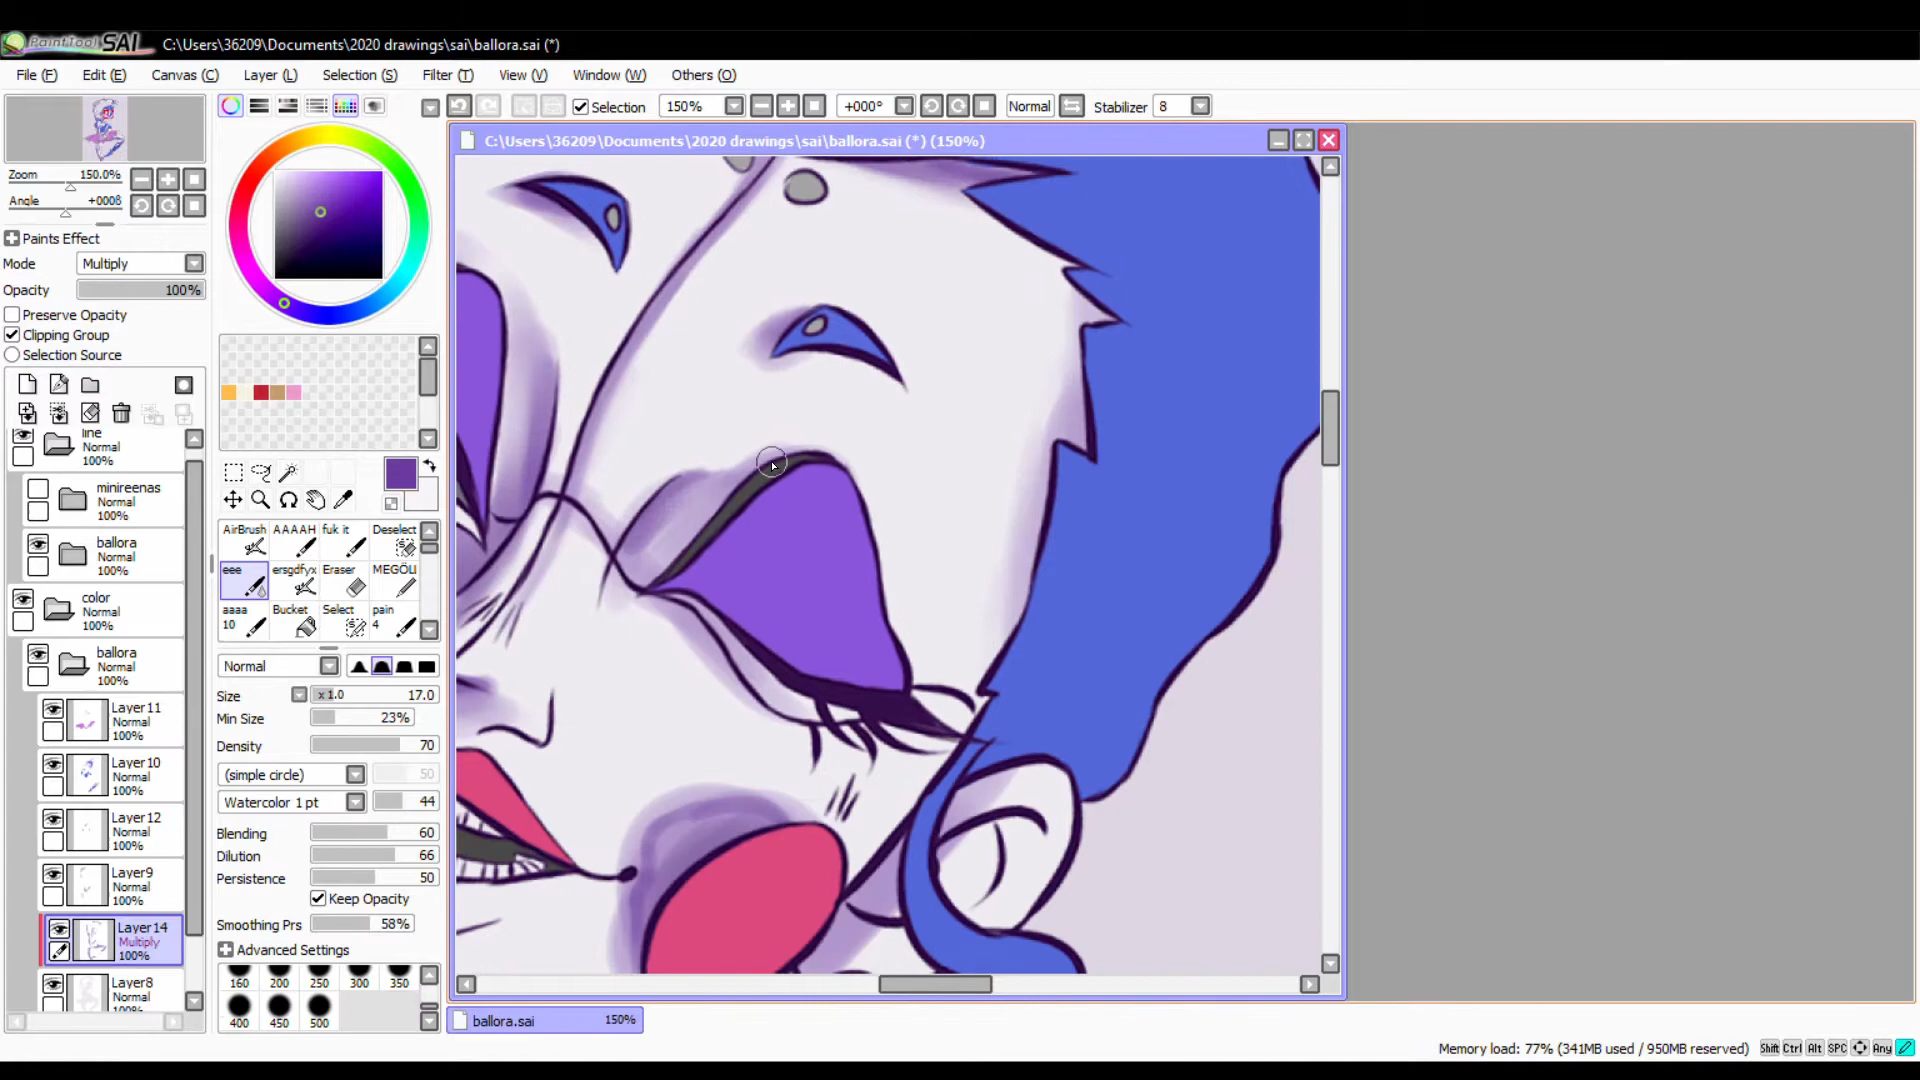 PaintTool SAI C:\Users\36209\Documents\2020 drawings\sai\ballora.sai (*)
File (F) Edit (E) Canvas (C) Layer (L) Selection (S) Filter (T) View (V) Window (W) Others (O)
Selection 150% +000° Normal Stabilizer 8
C:\Users\36209\Documents\2020 drawings\sai\ballora.sai (*) (150%)
Zoom 150.0%
Angle +000§
Paints Effect
Mode Multiply
Opacity 100%
Preserve Opacity
Clipping Group
Selection Source
line
Normal
100%
minireenas
Normal
100%
ballora
Normal
100%
color
Normal
100%
ballora
Normal
100%
Layer11
Normal
100%
Layer10
Normal
100%
Layer12
Normal
100%
Layer9
Normal
100%
Layer14
Multiply
100%
Layer8
Normal
100%
AirBrush AAAAH fuk it Deselect
eee ersgdfyx Eraser MEGÖLI
aaaa Bucket Select pain
10 4
Normal
Size x 1.0 17.0
Min Size 23%
Density 70
(simple circle) 50
Watercolor 1 pt 44
Blending 60
Dilution 66
Persistence 50
Keep Opacity
Smoothing Prs 58%
Advanced Settings
160 200 250 300 350
400 450 500
ballora.sai 150%
Memory load: 77% (341MB used / 950MB reserved) Shift Ctrl Alt SPC Any